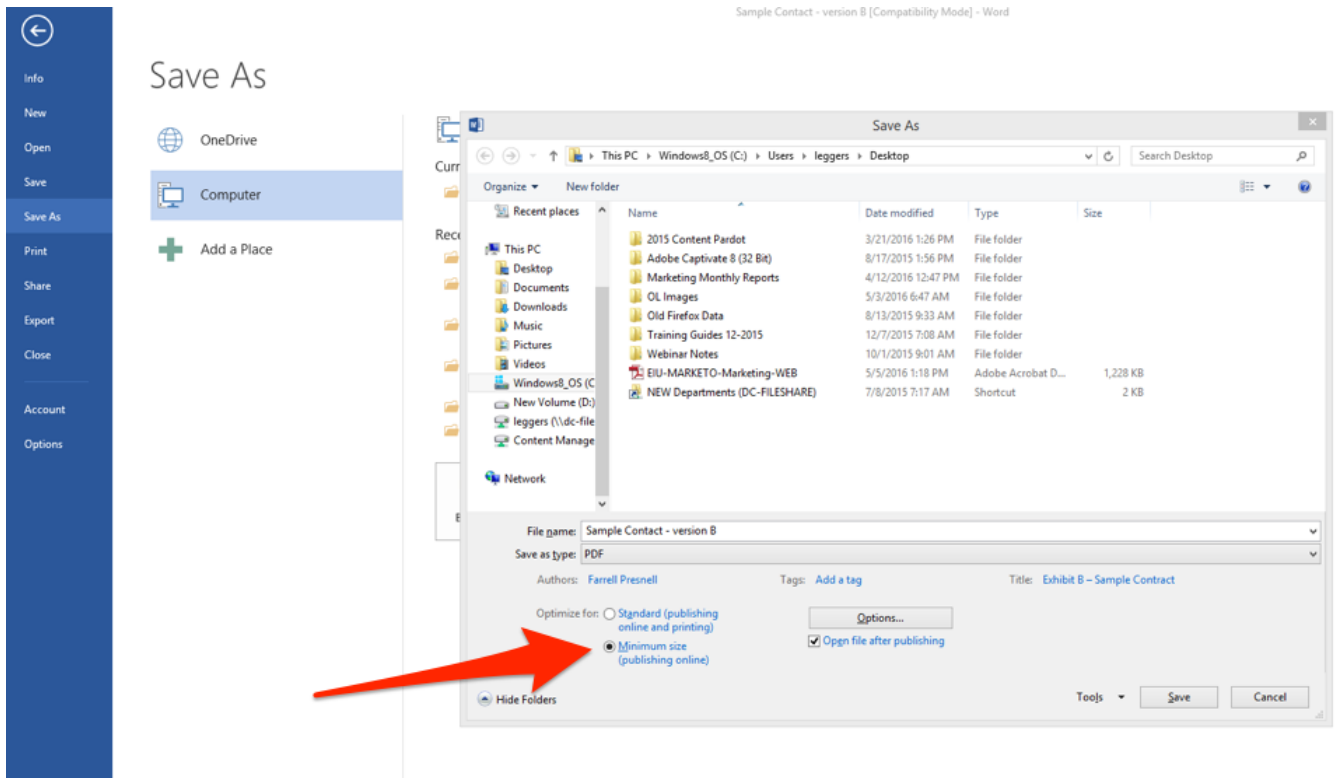 Sample Contact - version B [Compatibility Mode] - Word
Info
New
Open
Save
Save As
Print
Share
Export
Close
Account
Options
Save As
OneDrive
Computer
Add a Place
Curr
Rece
Save As
This PC Windows8_OS (C:) Users leggers Desktop
Search Desktop
Organize New folder
Recent places
This PC
Desktop
Documents
Downloads
Music
Pictures
Videos
Windows8_OS (C
New Volume (D:)
leggers (\\dc-file
Content Manage
Network
Name Date modified Type Size
2015 Content Pardot 3/21/2016 1:26 PM File folder
Adobe Captivate 8 (32 Bit) 8/17/2015 1:56 PM File folder
Marketing Monthly Reports 4/12/2016 12:47 PM File folder
OL Images 5/3/2016 6:47 AM File folder
Old Firefox Data 8/13/2015 9:33 AM File folder
Training Guides 12-2015 12/7/2015 7:08 AM File folder
Webinar Notes 10/1/2015 9:01 AM File folder
EIU-MARKETO-Marketing-WEB 5/5/2016 1:18 PM Adobe Acrobat D... 1,228 KB
NEW Departments (DC-FILESHARE) 7/8/2015 7:17 AM Shortcut 2 KB
File name: Sample Contact - version B
Save as type: PDF
Authors: Farrell Presnell Tags: Add a tag Title: Exhibit B – Sample Contract
Optimize for: Standard (publishing
online and printing)
Minimum size
(publishing online)
Options...
Open file after publishing
Hide Folders
Tools Save Cancel